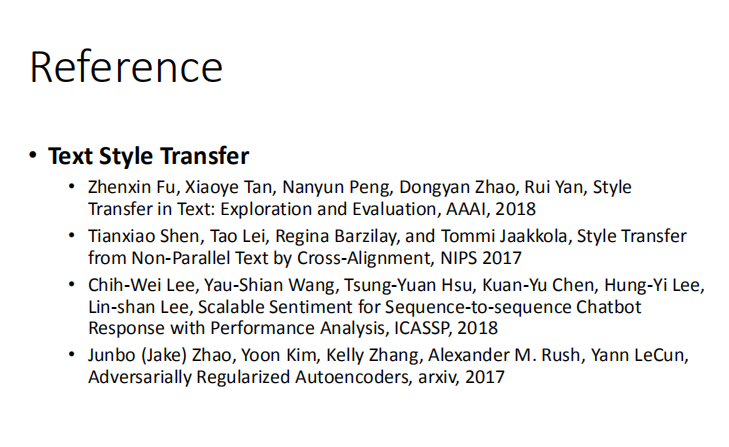 Reference
• Text Style Transfer
• Zhenxin Fu, Xiaoye Tan, Nanyun Peng, Dongyan Zhao, Rui Yan, Style
Transfer in Text: Exploration and Evaluation, AAAI, 2018
• Tianxiao Shen, Tao Lei, Regina Barzilay, and Tommi Jaakkola, Style Transfer
from Non-Parallel Text by Cross-Alignment, NIPS 2017
• Chih-Wei Lee, Yau-Shian Wang, Tsung-Yuan Hsu, Kuan-Yu Chen, Hung-Yi Lee,
Lin-shan Lee, Scalable Sentiment for Sequence-to-sequence Chatbot
Response with Performance Analysis, ICASSP, 2018
• Junbo (Jake) Zhao, Yoon Kim, Kelly Zhang, Alexander M. Rush, Yann LeCun,
Adversarially Regularized Autoencoders, arxiv, 2017